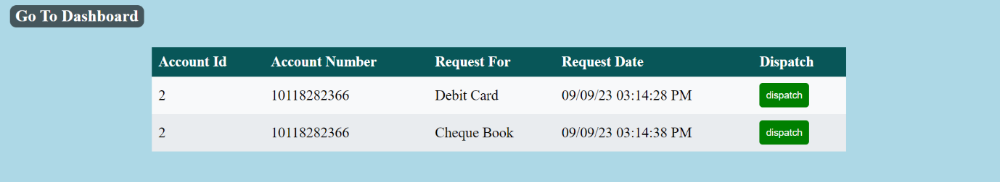 Go To Dashboard
Account Id Account Number Request For Request Date Dispatch
2 10118282366 Debit Card 09/09/23 03:14:28 PM dispatch
2 10118282366 Cheque Book 09/09/23 03:14:38 PM dispatch